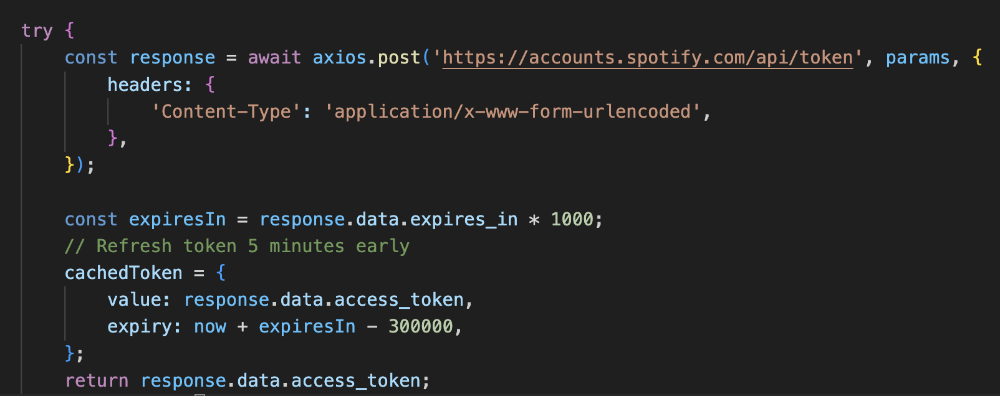 try {
const response = await axios.post('https://accounts.spotify.com/api/token', params, {
headers: {
'Content-Type': 'application/x-www-form-urlencoded',
},
});
const expiresIn = response.data.expires_in * 1000;
// Refresh token 5 minutes early
cachedToken = {
value: response.data.access_token,
expiry: now + expiresIn - 300000,
};
return response.data.access_token;